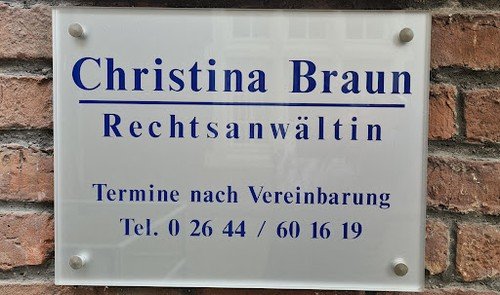 Christina Braun
Rechtsanwältin
Termine nach Vereinbarung
Tel. 0 26 44 / 60 16 19